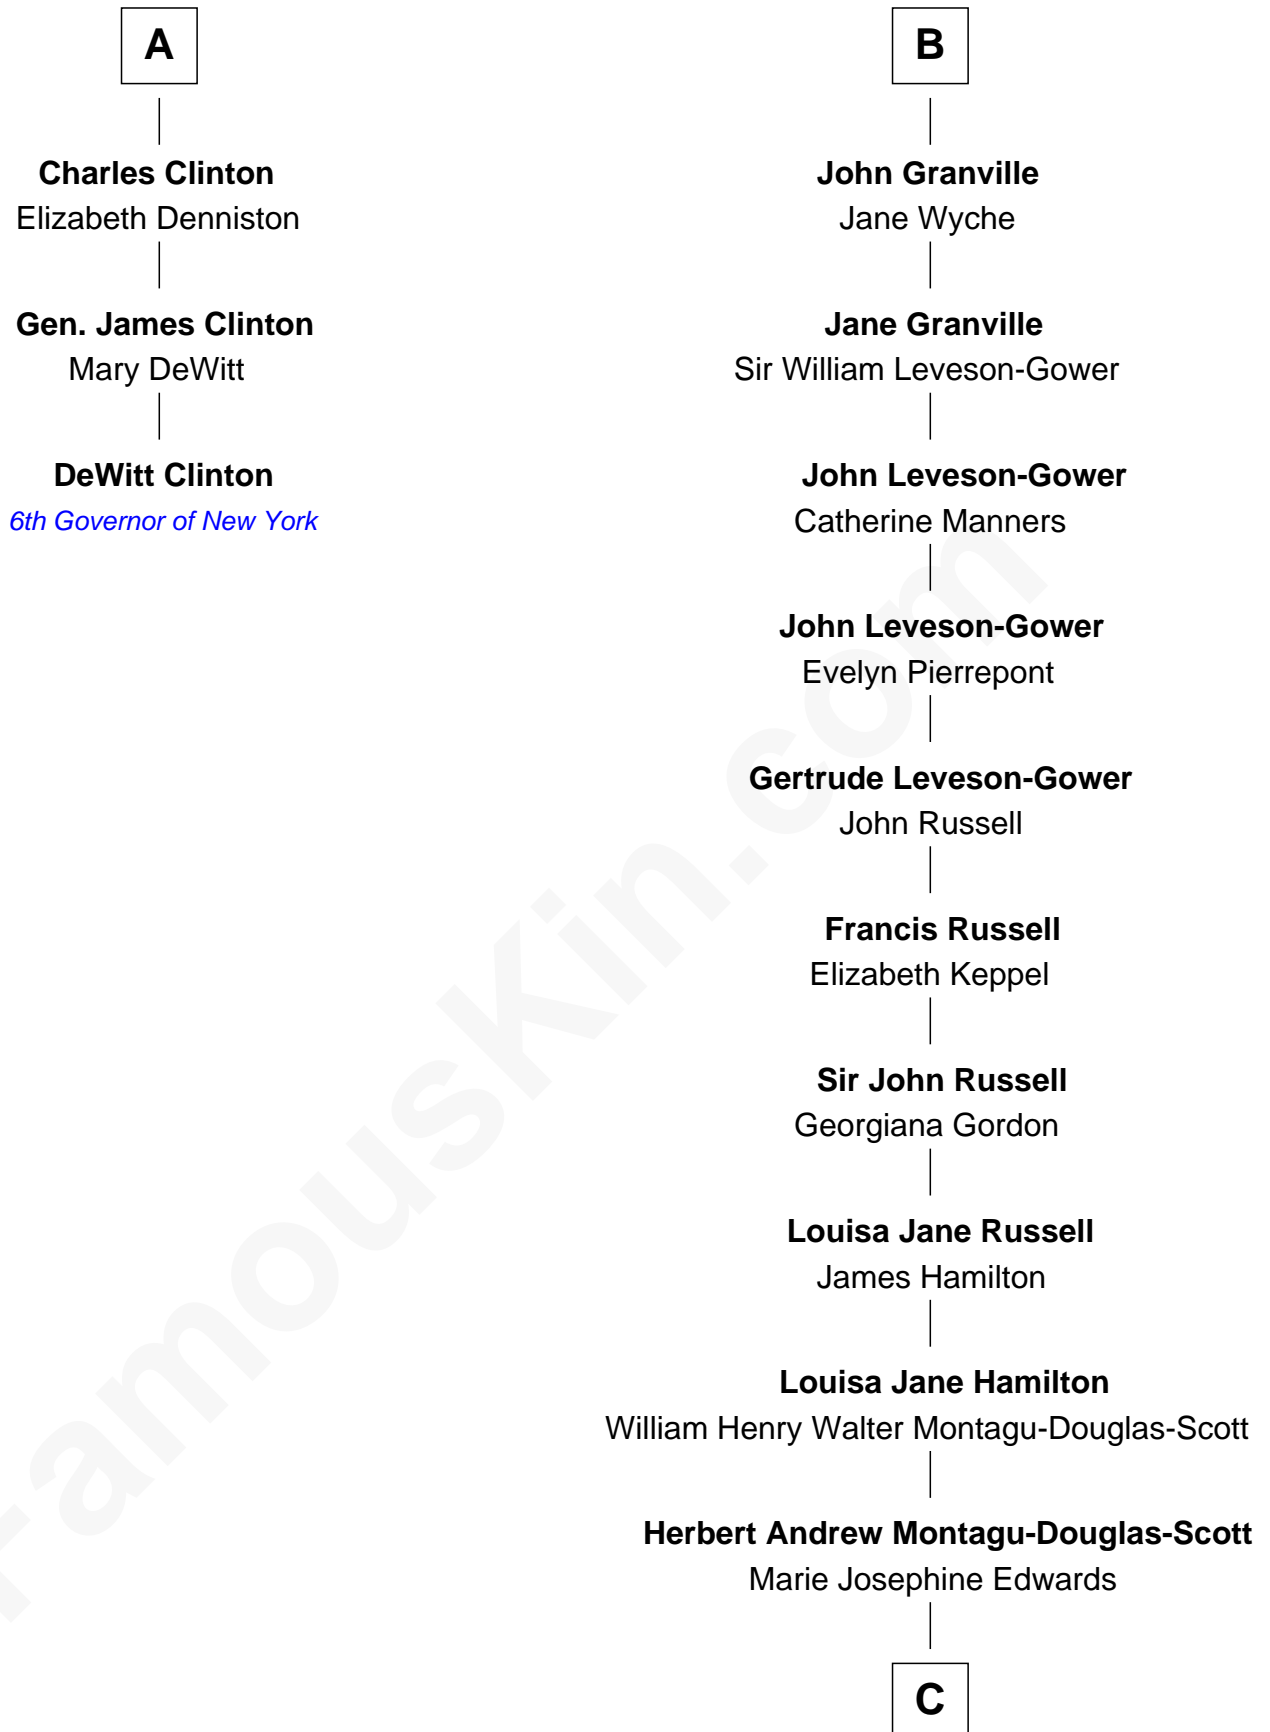 A
Charles Clinton
Elizabeth Denniston
Gen. James Clinton
Mary DeWitt
DeWitt Clinton
6th Governor of New York
B
John Granville
Jane Wyche
Jane Granville
Sir William Leveson-Gower
John Leveson-Gower
Catherine Manners
John Leveson-Gower
Evelyn Pierrepont
Gertrude Leveson-Gower
John Russell
Francis Russell
Elizabeth Keppel
Sir John Russell
Georgiana Gordon
Louisa Jane Russell
James Hamilton
Louisa Jane Hamilton
William Henry Walter Montagu-Douglas-Scott
Herbert Andrew Montagu-Douglas-Scott
Marie Josephine Edwards
C
FamousKin.com